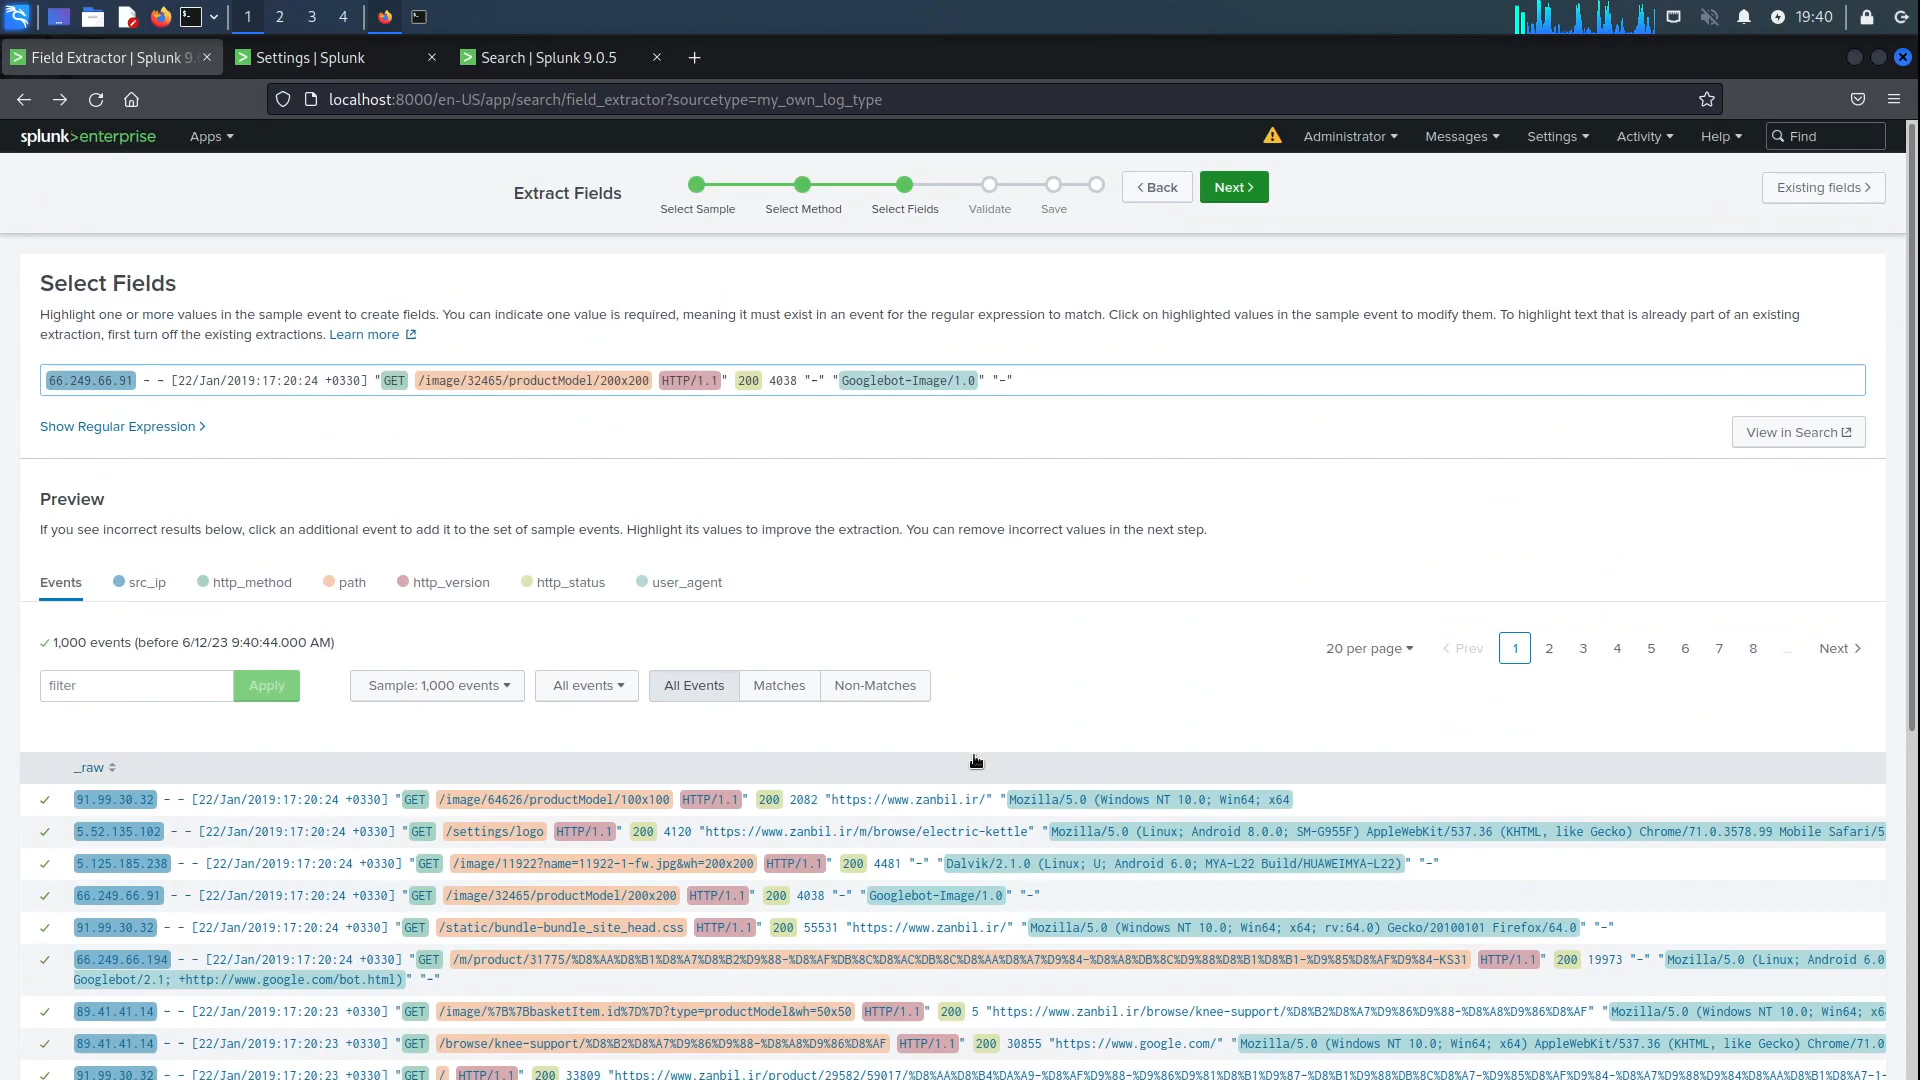 1 2 3 4 19:40
Field Extractor | Splunk 9. Settings | Splunk Search | Splunk 9.0.5
localhost:8000/en-US/app/search/field_extractor?sourcetype=my_own_log_type
splunk>enterprise Apps Administrator Messages Settings Activity Help Find
Extract Fields
Select Sample Select Method Select Fields Validate Save
< Back Next > Existing fields >
Select Fields
Highlight one or more values in the sample event to create fields. You can indicate one value is required, meaning it must exist in an event for the regular expression to match. Click on highlighted values in the sample event to modify them. To highlight text that is already part of an existing
extraction, first turn off the existing extractions. Learn more
66.249.66.91 - - [22/Jan/2019:17:20:24 +0330] "GET /image/32465/productModel/200x200 HTTP/1.1" 200 4038 "-" "Googlebot-Image/1.0" "-"
Show Regular Expression >
View in Search
Preview
If you see incorrect results below, click an additional event to add it to the set of sample events. Highlight its values to improve the extraction. You can remove incorrect values in the next step.
Events src_ip http_method path http_version http_status user_agent
1,000 events (before 6/12/23 9:40:44.000 AM)
20 per page < Prev 1 2 3 4 5 6 7 8 ... Next >
filter Apply Sample: 1,000 events All events All Events Matches Non-Matches
_raw
91.99.30.32 - - [22/Jan/2019:17:20:24 +0330] "GET /image/64626/productModel/100x100 HTTP/1.1" 200 2082 "https://www.zanbil.ir/" "Mozilla/5.0 (Windows NT 10.0; Win64; x64
5.52.135.102 - - [22/Jan/2019:17:20:24 +0330] "GET /settings/logo HTTP/1.1" 200 4120 "https://www.zanbil.ir/m/browse/electric-kettle" "Mozilla/5.0 (Linux; Android 8.0.0; SM-G955F) AppleWebKit/537.36 (KHTML, like Gecko) Chrome/71.0.3578.99 Mobile Safari/5
5.125.185.238 - - [22/Jan/2019:17:20:24 +0330] "GET /image/11922?name=11922-1-fw.jpg&wh=200x200 HTTP/1.1" 200 4481 "-" "Dalvik/2.1.0 (Linux; U; Android 6.0; MYA-L22 Build/HUAWEIMYA-L22)" "-"
66.249.66.91 - - [22/Jan/2019:17:20:24 +0330] "GET /image/32465/productModel/200x200 HTTP/1.1" 200 4038 "-" "Googlebot-Image/1.0" "-"
91.99.30.32 - - [22/Jan/2019:17:20:24 +0330] "GET /static/bundle-bundle_site_head.css HTTP/1.1" 200 55531 "https://www.zanbil.ir/" "Mozilla/5.0 (Windows NT 10.0; Win64; x64; rv:64.0) Gecko/20100101 Firefox/64.0" "-"
66.249.66.194 - - [22/Jan/2019:17:20:24 +0330] "GET /m/product/31775/%D8%AA%D8%B1%D8%A7%D8%B2%D9%88-%D8%AF%DB%8C%D8%AC%DB%8C%D8%AA%D8%A7%D9%84-%D8%A8%DB%8C%D9%88%D8%B1%D8%B1-%D9%85%D8%AF%D9%84-KS31 HTTP/1.1" 200 19973 "-" "Mozilla/5.0 (Linux; Android 6.0
Googlebot/2.1; +http://www.google.com/bot.html)" "-"
89.41.41.14 - - [22/Jan/2019:17:20:23 +0330] "GET /image/%7B%7BbasketItem.id%7D%7D?type=productModel&wh=50x50 HTTP/1.1" 200 5 "https://www.zanbil.ir/browse/knee-support/%D8%B2%D8%A7%D9%86%D9%88-%D8%A8%D9%86%D8%AF" "Mozilla/5.0 (Windows NT 10.0; Win64; x6
89.41.41.14 - - [22/Jan/2019:17:20:23 +0330] "GET /browse/knee-support/%D8%B2%D8%A7%D9%86%D9%88-%D8%A8%D9%86%D8%AF HTTP/1.1" 200 30855 "https://www.google.com/" "Mozilla/5.0 (Windows NT 10.0; Win64; x64) AppleWebKit/537.36 (KHTML, like Gecko) Chrome/71.0
91.99.30.32 - - [22/Jan/2019:17:20:23 +0330] "GET / HTTP/1.1" 200 33809